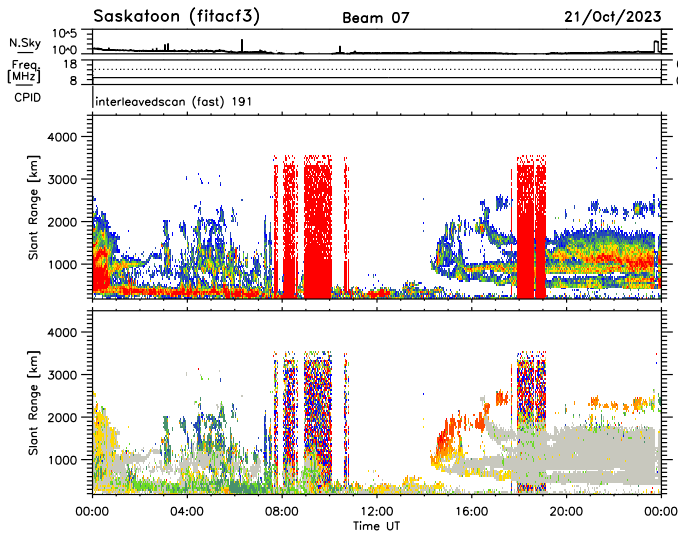 Saskatoon (fitacf3) Beam 07 21/Oct/2023
N.Sky 10^5
10^0
Freq. 18
[MHz] 8
CPID interleavedscan (fast) 191
Slant Range [km] 4000 3000 2000 1000
Slant Range [km] 4000 3000 2000 1000
00:00 04:00 08:00 12:00 16:00 20:00 00:00
Time UT